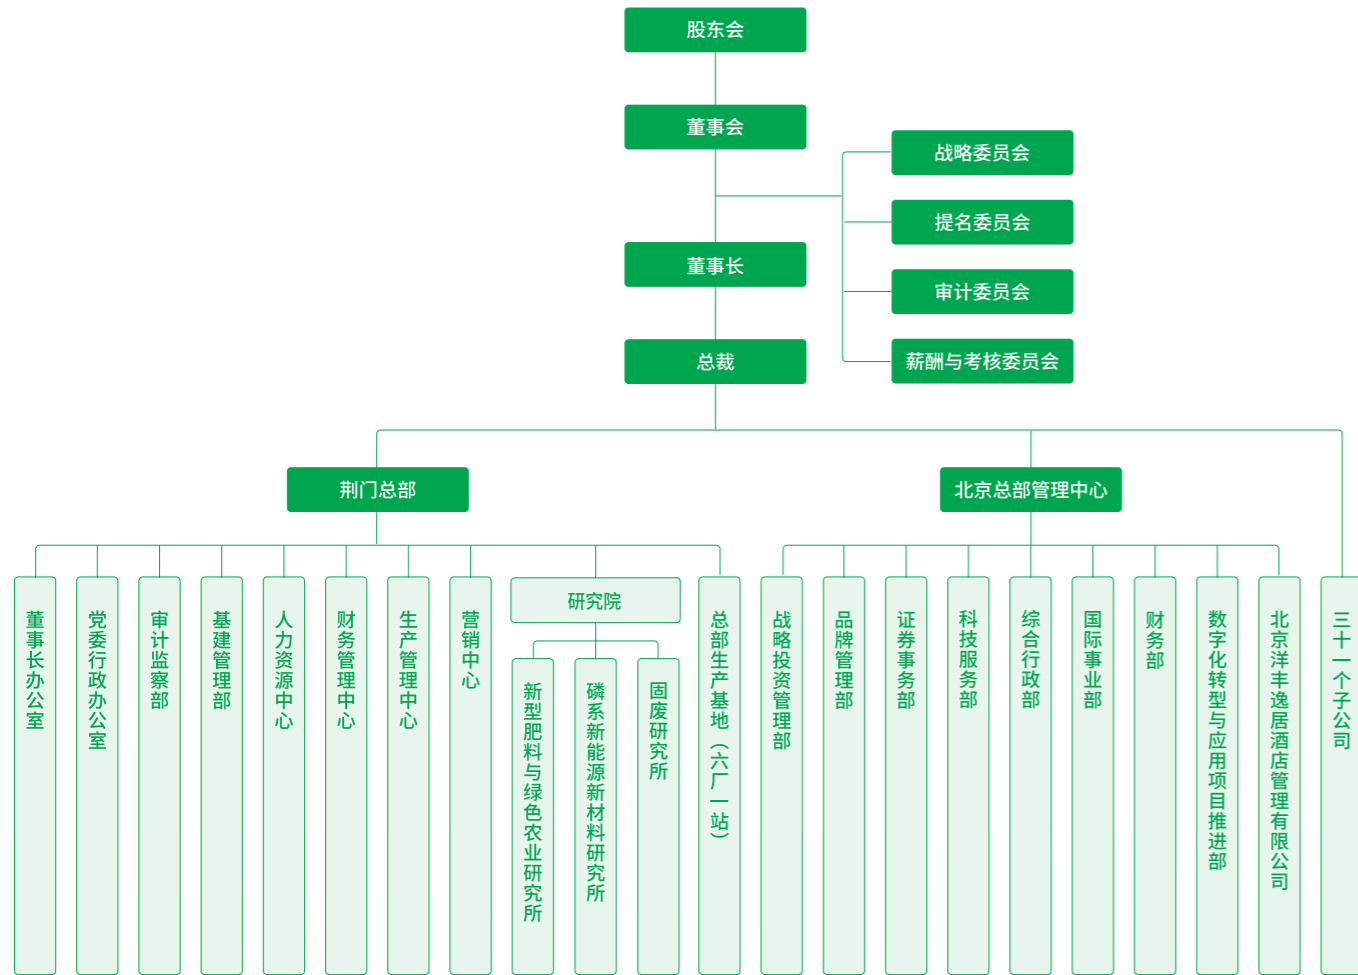 股东会
董事会
战略委员会
提名委员会
董事长
审计委员会
总裁
薪酬与考核委员会
荆门总部
北京总部管理中心
董事长办公室
党委行政办公室
审计监察部
基建管理部
人力资源中心
财务管理中心
生产管理中心
营销中心
研究院
新型肥料与绿色农业研究所
磷系新能源新材料研究所
固废研究所
总部生产基地（六厂一站）
战略投资管理部
品牌管理部
证券事务部
科技服务部
综合行政部
国际事业部
财务部
数字化转型与应用项目推进部
北京洋丰逸居酒店管理有限公司
三十一个子公司